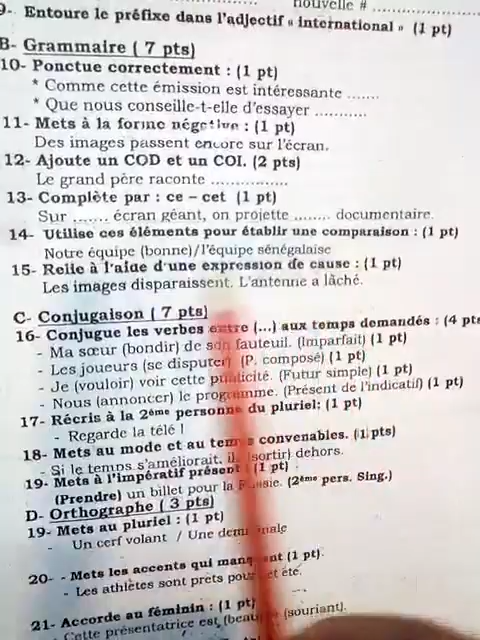 nouvelle # ..................
9- Entoure le préfixe dans l'adjectif « international » (1 pt)
B- Grammaire ( 7 pts)
10- Ponctue correctement : (1 pt)
* Comme cette émission est intéressante .......
* Que nous conseille-t-elle d'essayer ...........
11- Mets à la forme négative : (1 pt)
Des images passent encore sur l'écran.
12- Ajoute un COD et un COI. (2 pts)
Le grand père raconte ................
13- Complète par : ce – cet (1 pt)
Sur ....... écran géant, on projette ........ documentaire.
14- Utilise ces éléments pour établir une comparaison : (1 pt)
Notre équipe (bonne)/l'équipe sénégalaise
15- Relie à l'aide d'une expression de cause : (1 pt)
Les images disparaissent. L'antenne a lâché.
C- Conjugaison ( 7 pts)
16- Conjugue les verbes entre (...) aux temps demandés : (4 pts
- Ma sœur (bondir) de son fauteuil. (Imparfait) (1 pt)
- Les joueurs (se disputer) (P. composé) (1 pt)
- Je (vouloir) voir cette publicité. (Futur simple) (1 pt)
- Nous (annoncer) le programme. (Présent de l'indicatif) (1 pt)
17- Récris à la 2ème personne du pluriel: (1 pt)
- Regarde la télé !
18- Mets au mode et au temps convenables. (1 pts)
- Si le temps s'améliorait, il (sortir) dehors.
19- Mets à l'impératif présent : (1 pt)
(Prendre) un billet pour la Russie. (2ème pers. Sing.)
D- Orthographe ( 3 pts)
19- Mets au pluriel : (1 pt)
- Un cerf volant / Une demi finale
20- - Mets les accents qui manquent (1 pt).
- Les athlètes sont prets pour cet éte.
21- Accorde au féminin : (1 pt)
- Cette présentatrice est (beau) (souriant).